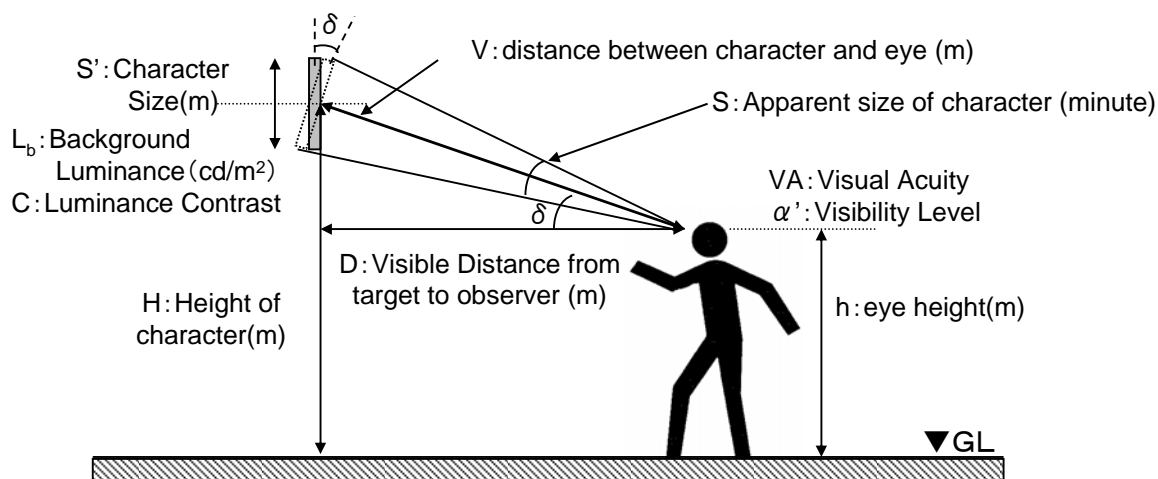 δ
V:distance between character and eye (m)
S':Character
Size(m)
S:Apparent size of character (minute)
L_b:Background
Luminance(cd/m²)
C:Luminance Contrast
VA:Visual Acuity
α':Visibility Level
δ
D:Visible Distance from
target to observer (m)
H:Height of
character(m)
h:eye height(m)
▼GL